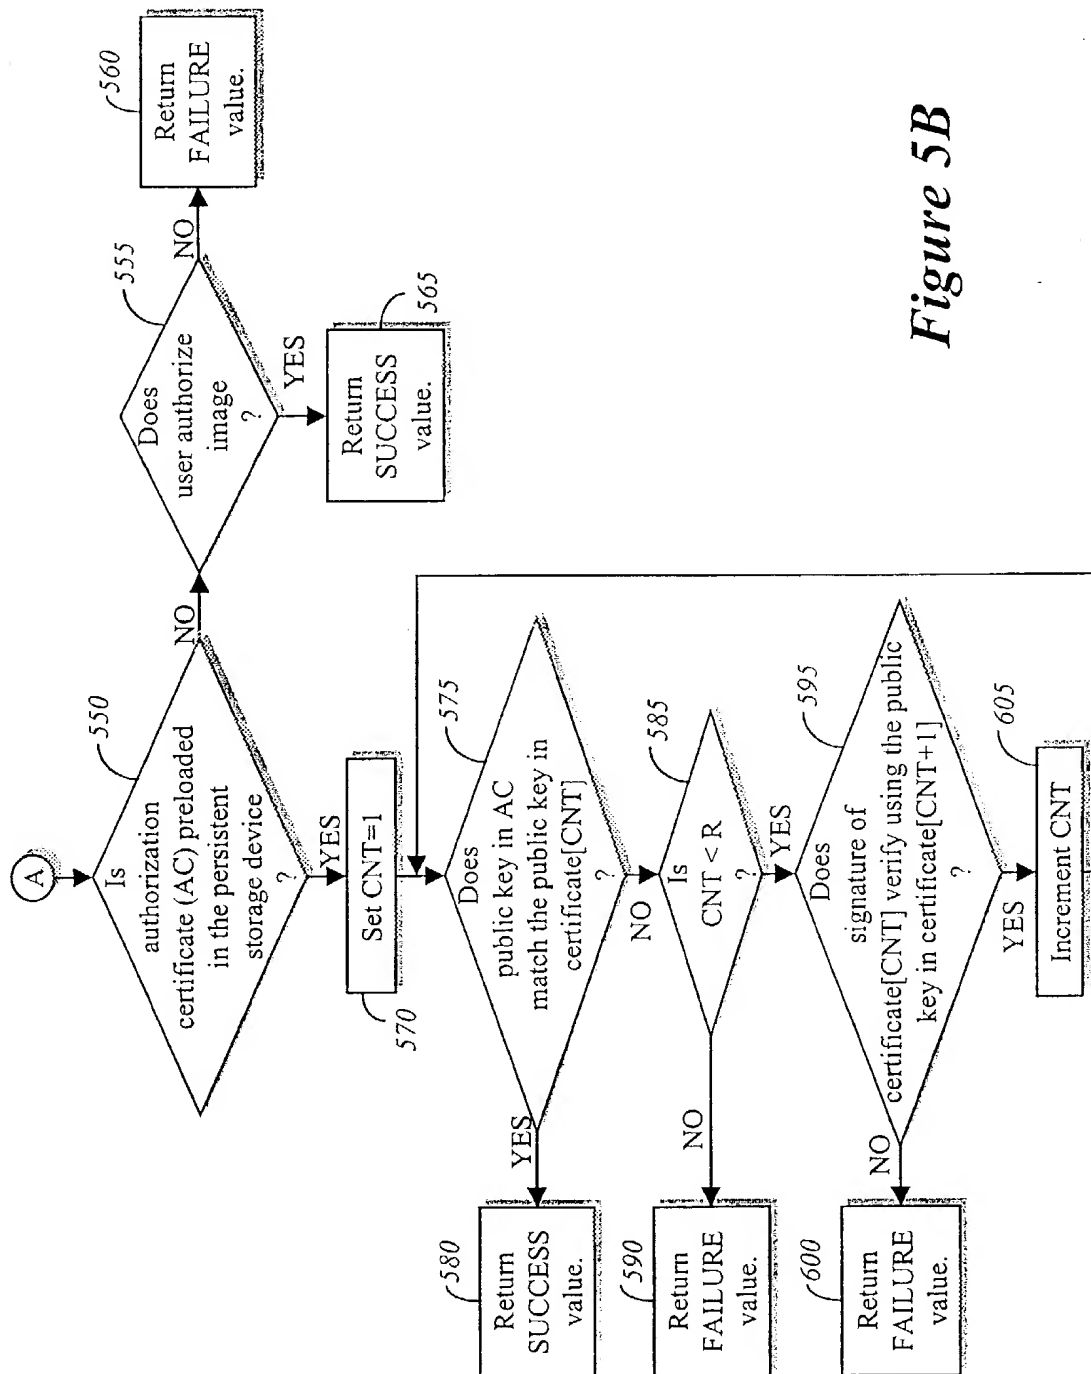 A
550
Is
authorization
certificate (AC) preloaded
in the persistent
storage device
?
NO
YES
555
Does
user authorize
image
?
NO
YES
560
Return
FAILURE
value.
565
Return
SUCCESS
value.
Set CNT=1
570
575
Does
public key in AC
match the public key in
certificate[CNT]
?
YES
NO
580
Return
SUCCESS
value.
585
Is
CNT < R
?
NO
YES
590
Return
FAILURE
value.
595
Does
signature of
certificate[CNT] verify using the public
key in certificate[CNT+1]
?
NO
YES
600
Return
FAILURE
value.
605
Increment CNT
Figure 5B